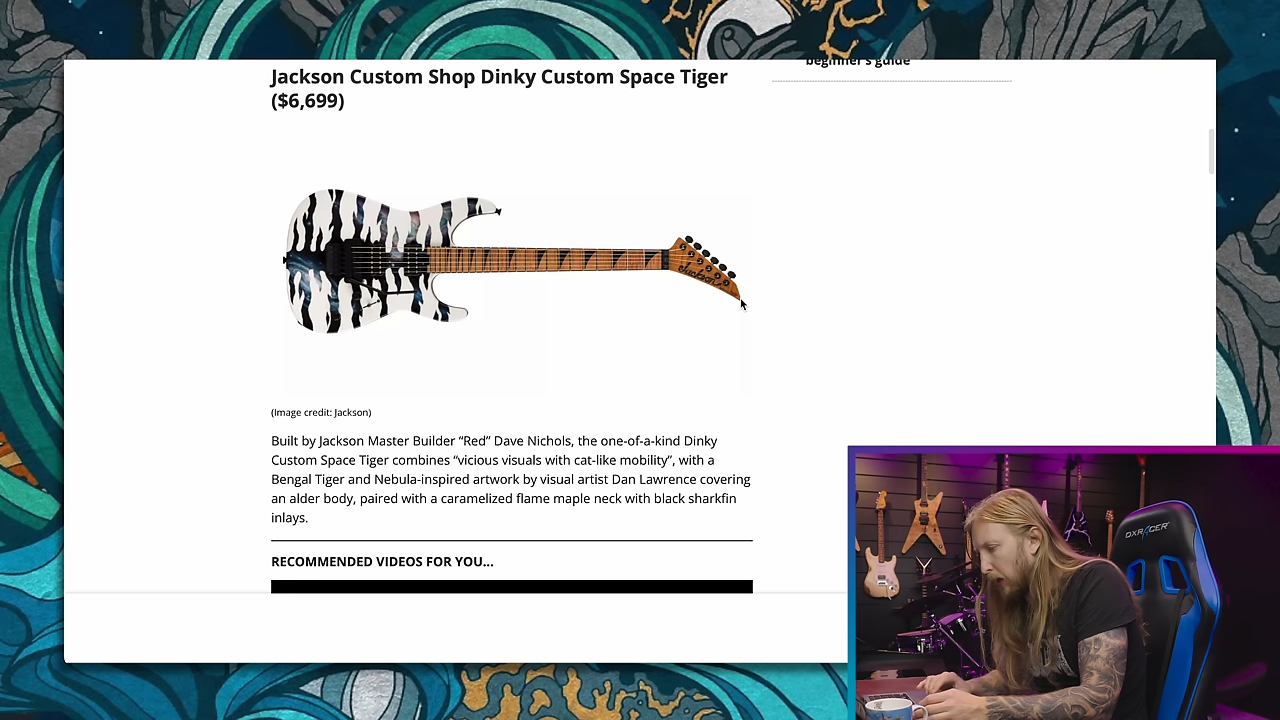 beginner's guide
Jackson Custom Shop Dinky Custom Space Tiger
($6,699)
Jackson
(Image credit: Jackson)
Built by Jackson Master Builder “Red” Dave Nichols, the one-of-a-kind Dinky
Custom Space Tiger combines “vicious visuals with cat-like mobility”, with a
Bengal Tiger and Nebula-inspired artwork by visual artist Dan Lawrence covering
an alder body, paired with a caramelized flame maple neck with black sharkfin
inlays.
RECOMMENDED VIDEOS FOR YOU...
DXRACER